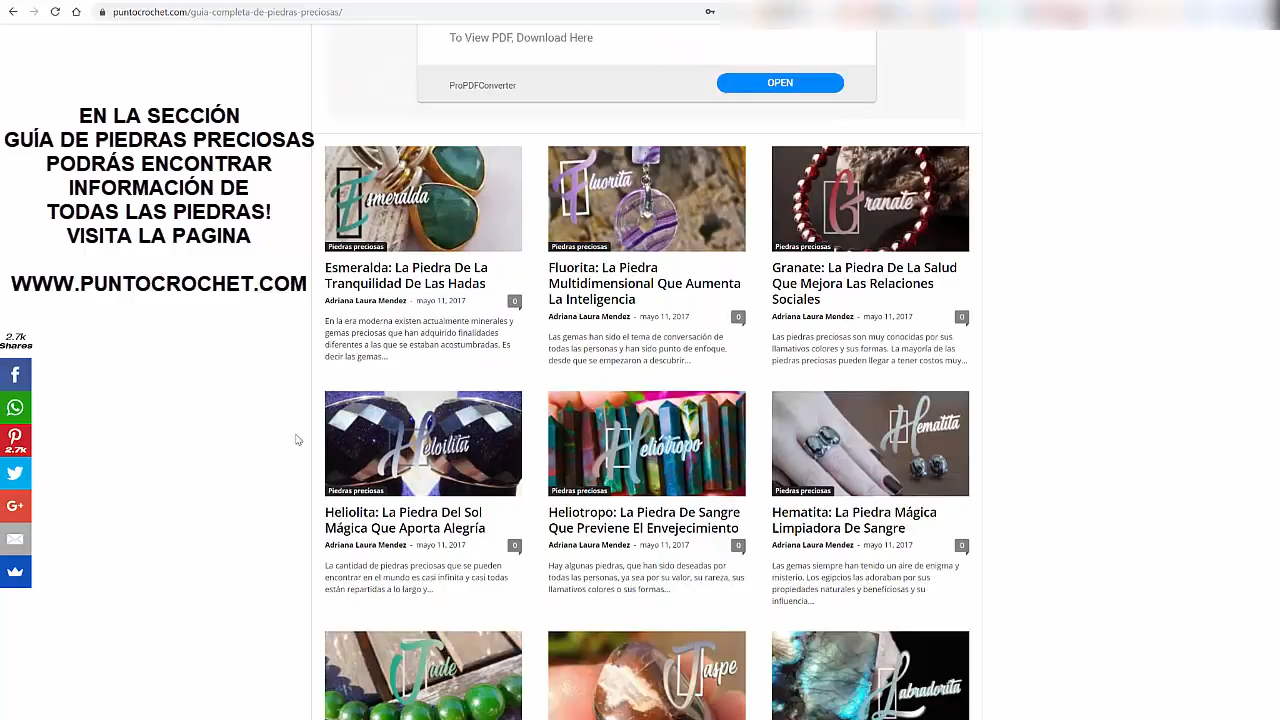 puntocrochet.com/guia-completa-de-piedras-preciosas/
To View PDF, Download Here
ProPDFConverter
OPEN
EN LA SECCIÓN
GUÍA DE PIEDRAS PRECIOSAS
PODRÁS ENCONTRAR
INFORMACIÓN DE
TODAS LAS PIEDRAS!
VISITA LA PAGINA
WWW.PUNTOCROCHET.COM
2.7k
Shares
2.7k
Esmeralda
Piedras preciosas
Esmeralda: La Piedra De La
Tranquilidad De Las Hadas
Adriana Laura Mendez - mayo 11, 2017
0
En la era moderna existen actualmente minerales y
gemas preciosas que han adquirido finalidades
diferentes a las que se estaban acostumbradas. Es
decir las gemas...
Fluorita
Piedras preciosas
Fluorita: La Piedra
Multidimensional Que Aumenta
La Inteligencia
Adriana Laura Mendez - mayo 11, 2017
0
Las gemas han sido el tema de conversación de
todas las personas y han sido punto de enfoque,
desde que se empezaron a descubrir...
Granate
Piedras preciosas
Granate: La Piedra De La Salud
Que Mejora Las Relaciones
Sociales
Adriana Laura Mendez - mayo 11, 2017
0
Las piedras preciosas son muy conocidas por sus
llamativos colores y sus formas. La mayoría de las
piedras preciosas pueden llegar a tener costos muy...
Heliolita
Piedras preciosas
Heliolita: La Piedra Del Sol
Mágica Que Aporta Alegría
Adriana Laura Mendez - mayo 11, 2017
0
La cantidad de piedras preciosas que se pueden
encontrar en el mundo es casi infinita y casi todas
están repartidas a lo largo y...
Heliótropo
Piedras preciosas
Heliotropo: La Piedra De Sangre
Que Previene El Envejecimiento
Adriana Laura Mendez - mayo 11, 2017
0
Hay algunas piedras, que han sido deseadas por
todas las personas, ya sea por su valor, su rareza, sus
llamativos colores o sus formas...
Hematita
Piedras preciosas
Hematita: La Piedra Mágica
Limpiadora De Sangre
Adriana Laura Mendez - mayo 11, 2017
0
Las gemas siempre han tenido un aire de enigma y
misterio. Los egipcios las adoraban por sus
propiedades naturales y beneficiosas y su
influencia...
Jade
Jaspe
Labradorita